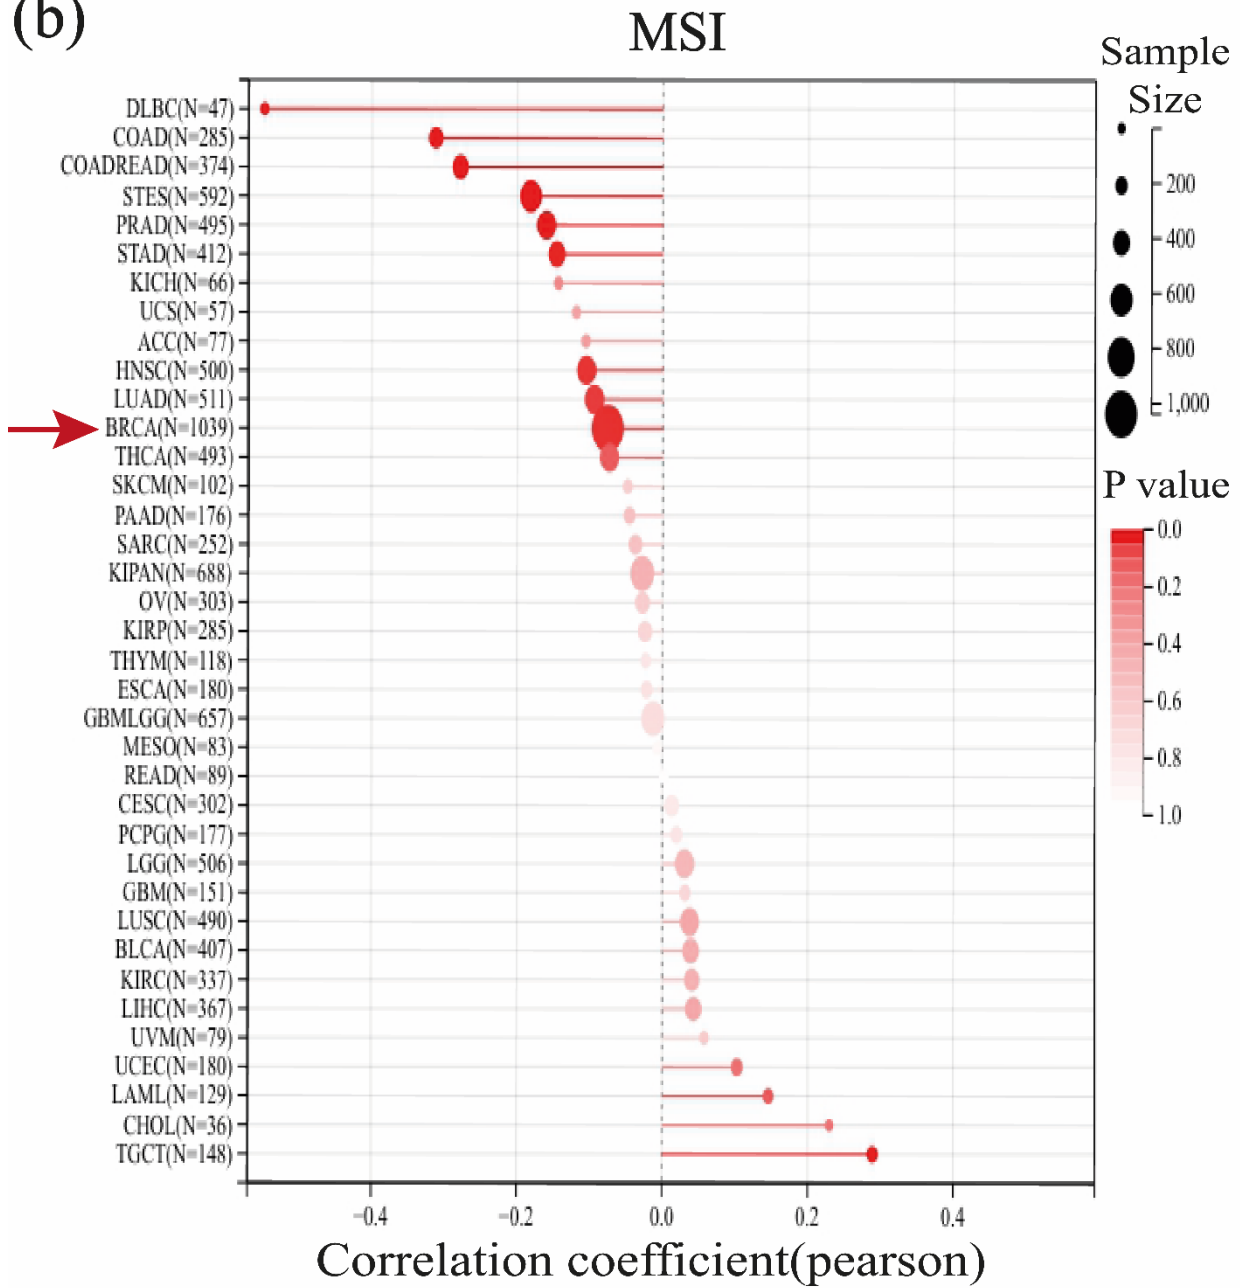 (b)
MSI
Sample
Size
DLBC(N=47)
COAD(N=285)
COADREAD(N=374)
STES(N=592)
PRAD(N=495)
STAD(N=412)
KICH(N=66)
UCS(N=57)
ACC(N=77)
HNSC(N=500)
LUAD(N=511)
BRCA(N=1039)
THCA(N=493)
SKCM(N=102)
PAAD(N=176)
SARC(N=252)
KIPAN(N=688)
OV(N=303)
KIRP(N=285)
THYM(N=118)
ESCA(N=180)
GBMLGG(N=657)
MESO(N=83)
READ(N=89)
CESC(N=302)
PCPG(N=177)
LGG(N=506)
GBM(N=151)
LUSC(N=490)
BLCA(N=407)
KIRC(N=337)
LIHC(N=367)
UVM(N=79)
UCEC(N=180)
LAML(N=129)
CHOL(N=36)
TGCT(N=148)
200
400
600
800
1,000
P value
0.0
0.2
0.4
0.6
0.8
1.0
−0.4 −0.2 0.0 0.2 0.4
Correlation coefficient(pearson)